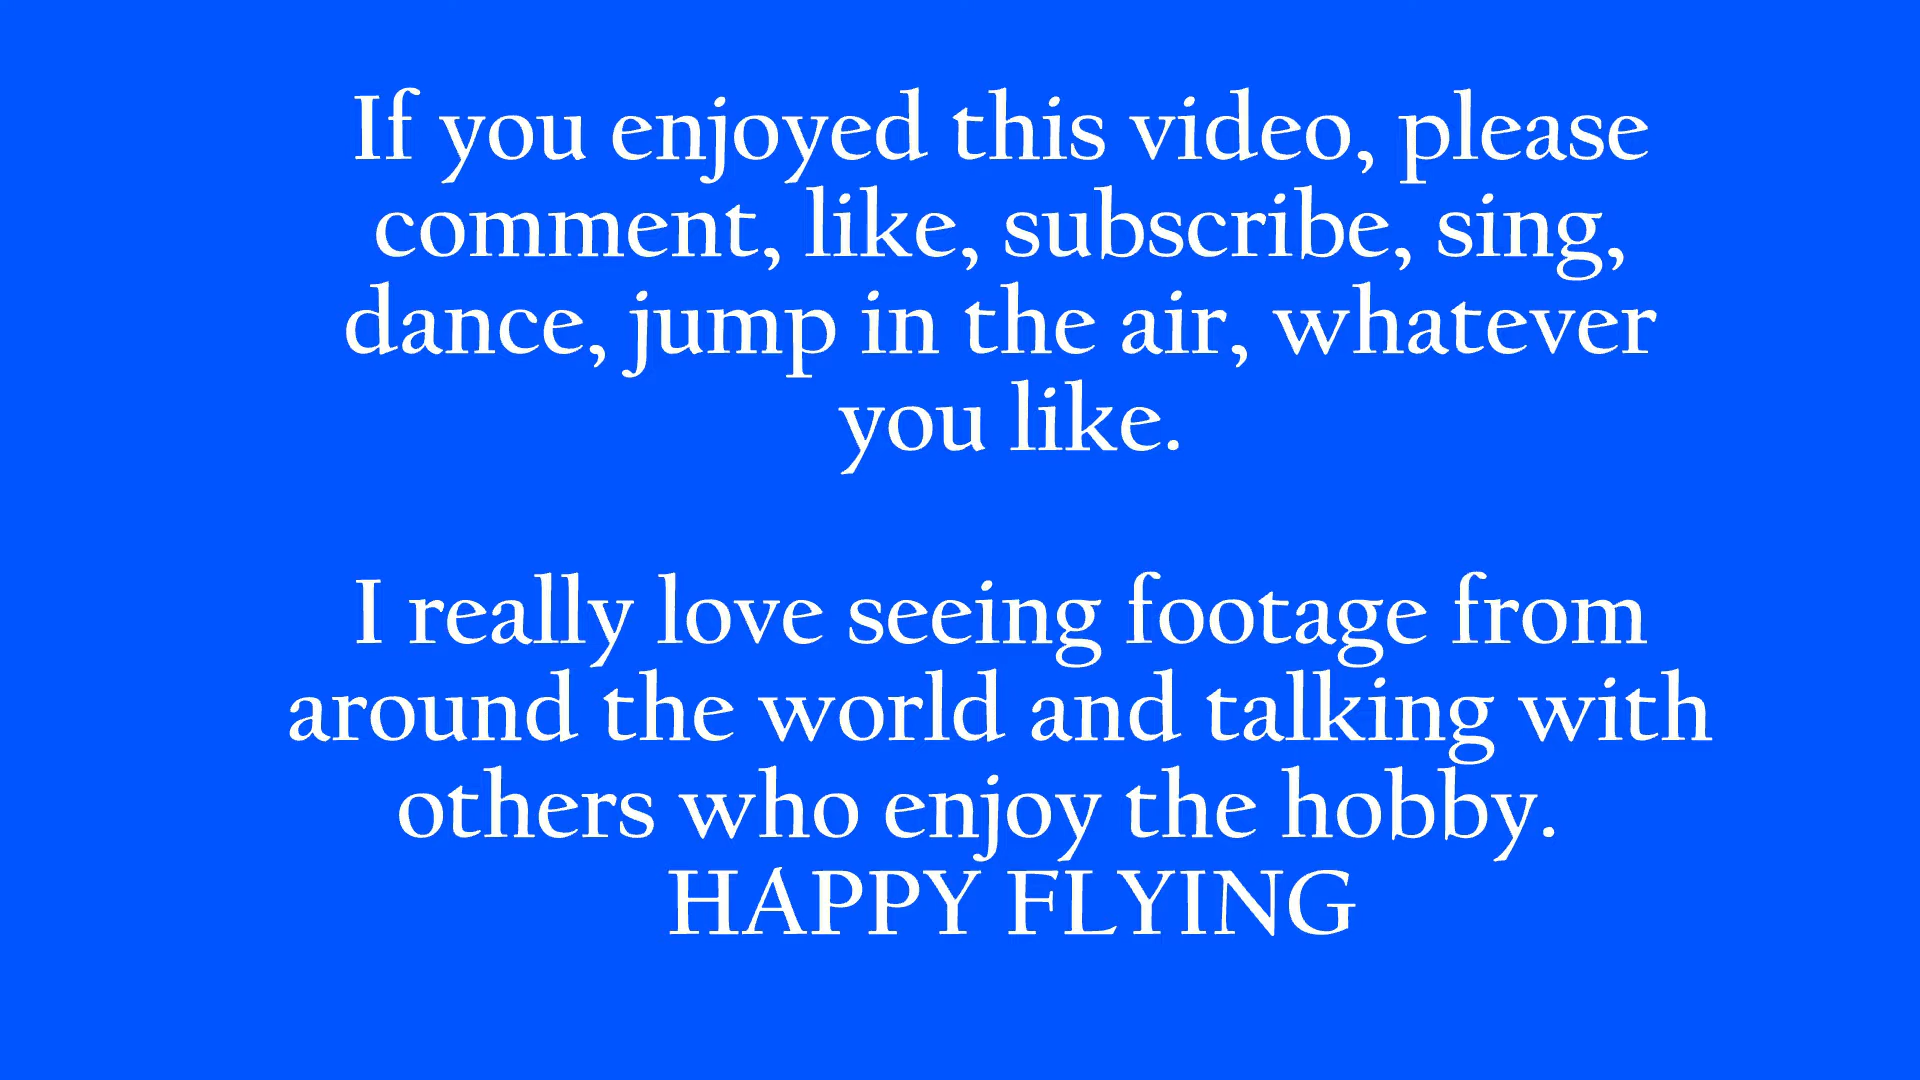 If you enjoyed this video, please
comment, like, subscribe, sing,
dance, jump in the air, whatever
you like.
I really love seeing footage from
around the world and talking with
others who enjoy the hobby.
HAPPY FLYING